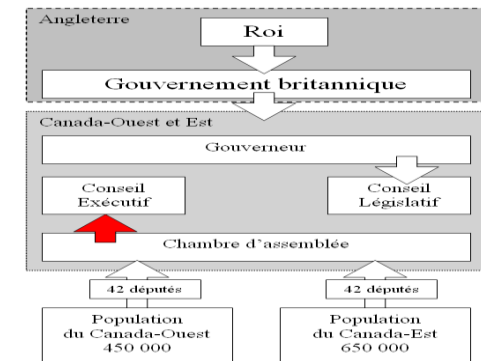 Angleterre
Roi
Gouvernement britannique
Canada-Ouest et Est
Gouverneur
Conseil
Exécutif
Conseil
Législatif
Chambre d'assemblée
42 députés
42 députés
Population
du Canada-Ouest
450 000
Population
du Canada-Est
650 000